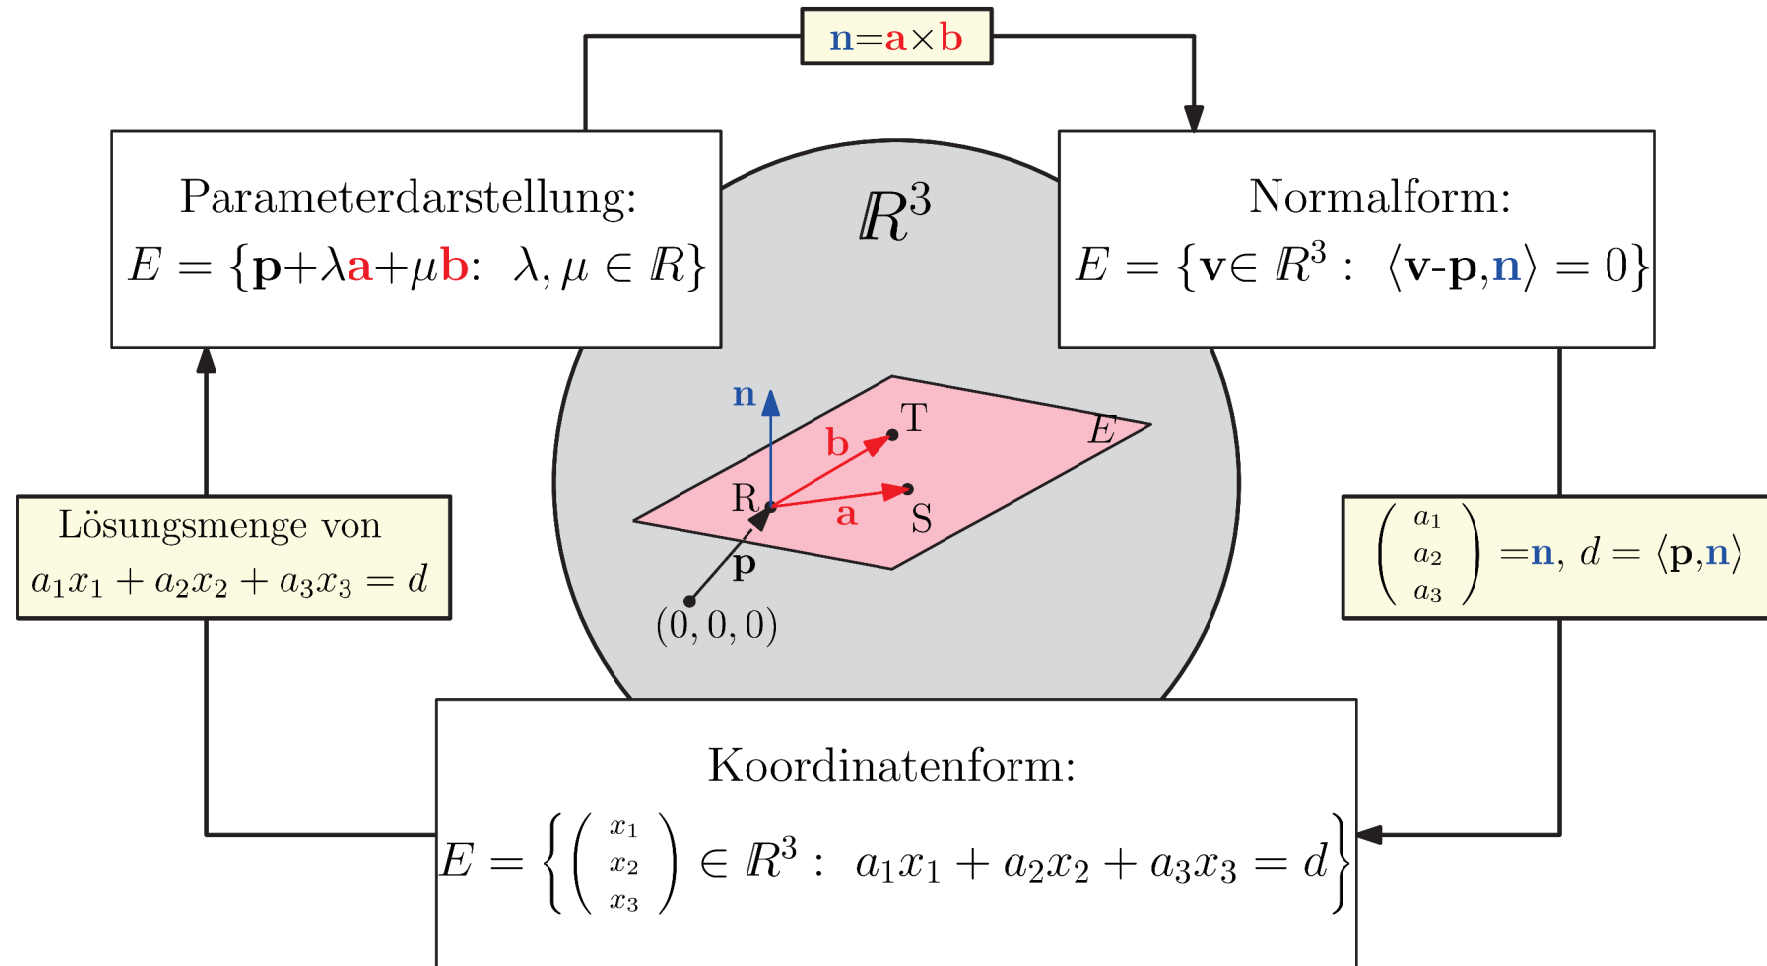 n=a×b
Parameterdarstellung:
E = {p+λa+μb: λ, μ ∈ ℝ}
ℝ³
Normalform:
E = {v∈ ℝ³ : ⟨v-p,n⟩ = 0}
n
T
b
E
R
a
S
p
(0, 0, 0)
Lösungsmenge von
a₁x₁ + a₂x₂ + a₃x₃ = d
a₁
a₂
a₃
=n, d = ⟨p,n⟩
Koordinatenform:
x₁
E = {( x₂ ) ∈ ℝ³ : a₁x₁ + a₂x₂ + a₃x₃ = d}
x₃